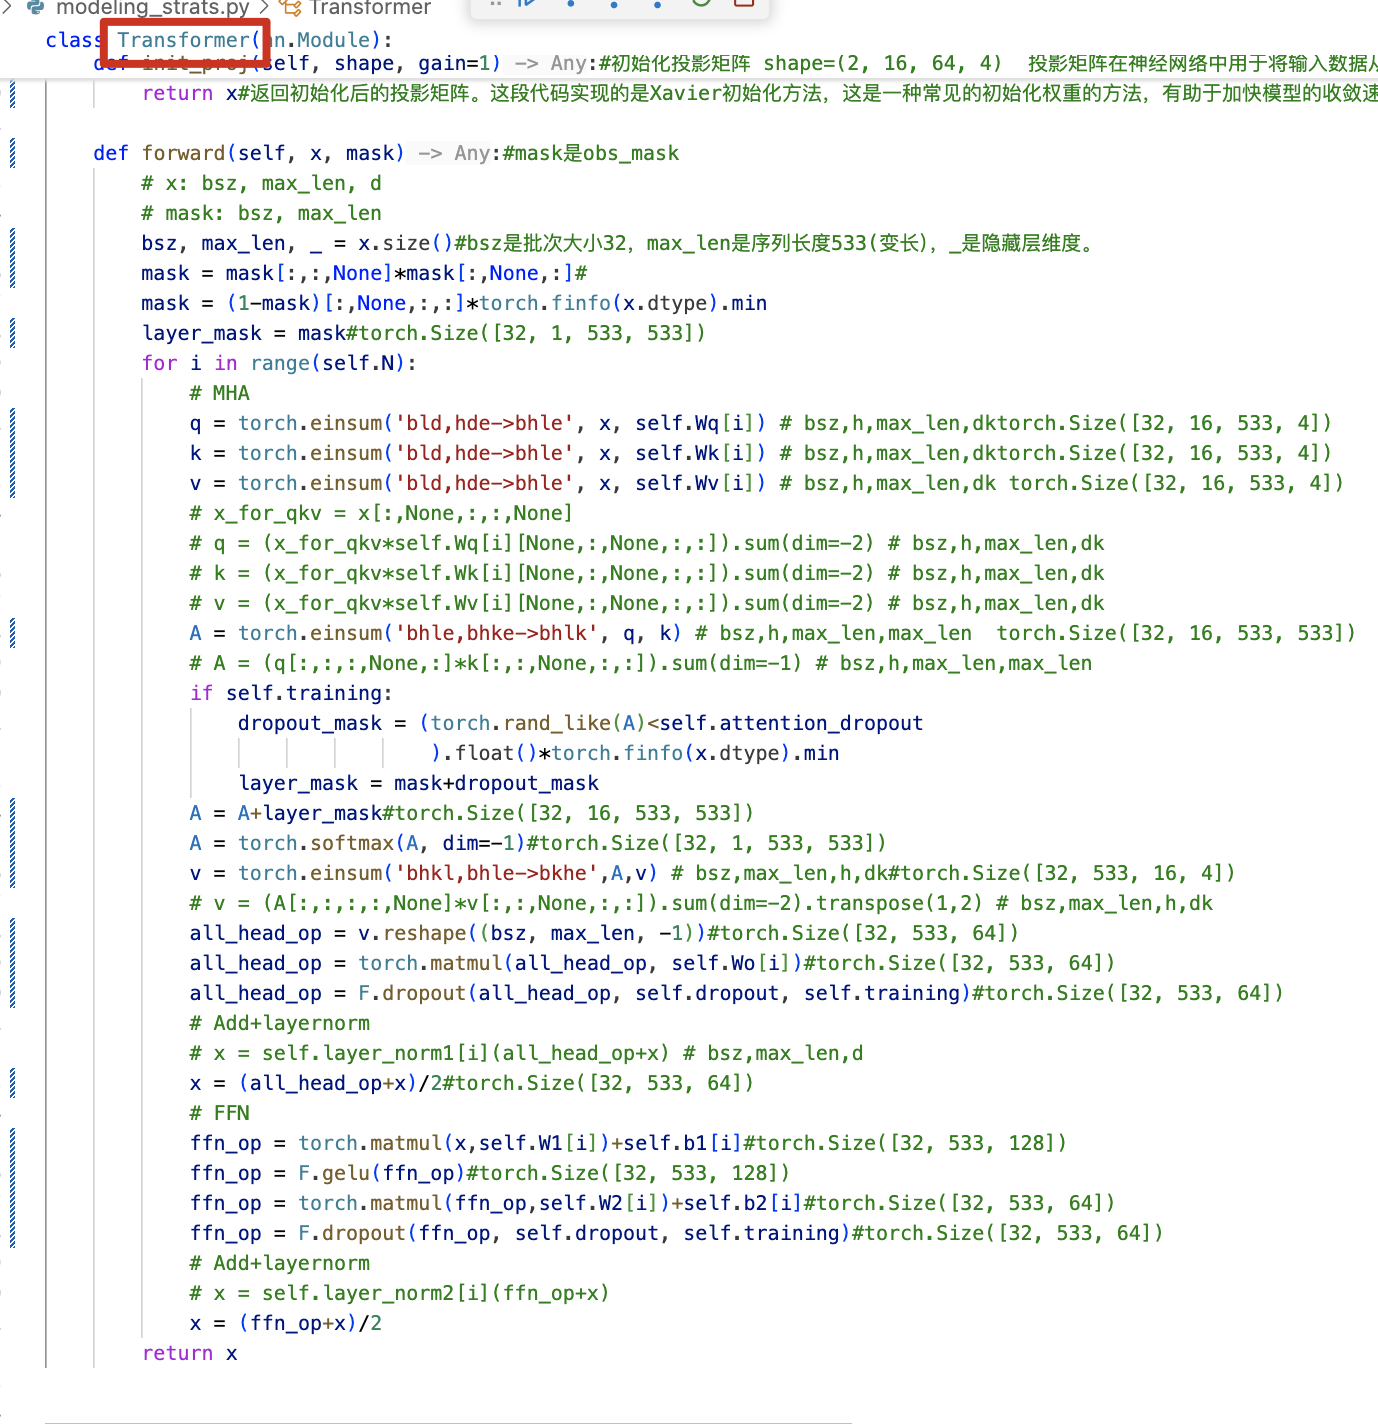 modeling_strats.py > Transformer
class Transformer(nn.Module):
    def init_proj(self, shape, gain=1) -> Any:#初始化投影矩阵 shape=(2, 16, 64, 4)  投影矩阵在神经网络中用于将输入数据从
        return x#返回初始化后的投影矩阵。这段代码实现的是Xavier初始化方法，这是一种常见的初始化权重的方法，有助于加快模型的收敛速
    def forward(self, x, mask) -> Any:#mask是obs_mask
        # x: bsz, max_len, d
        # mask: bsz, max_len
        bsz, max_len, _ = x.size()#bsz是批次大小32，max_len是序列长度533(变长)，_是隐藏层维度。
        mask = mask[:,:,None]*mask[:,None,:]#
        mask = (1-mask)[:,None,:,:]*torch.finfo(x.dtype).min
        layer_mask = mask#torch.Size([32, 1, 533, 533])
        for i in range(self.N):
            # MHA
            q = torch.einsum('bld,hde->bhle', x, self.Wq[i]) # bsz,h,max_len,dktorch.Size([32, 16, 533, 4])
            k = torch.einsum('bld,hde->bhle', x, self.Wk[i]) # bsz,h,max_len,dktorch.Size([32, 16, 533, 4])
            v = torch.einsum('bld,hde->bhle', x, self.Wv[i]) # bsz,h,max_len,dk torch.Size([32, 16, 533, 4])
            # x_for_qkv = x[:,None,:,:,None]
            # q = (x_for_qkv*self.Wq[i][None,:,None,:,:]).sum(dim=-2) # bsz,h,max_len,dk
            # k = (x_for_qkv*self.Wk[i][None,:,None,:,:]).sum(dim=-2) # bsz,h,max_len,dk
            # v = (x_for_qkv*self.Wv[i][None,:,None,:,:]).sum(dim=-2) # bsz,h,max_len,dk
            A = torch.einsum('bhle,bhke->bhlk', q, k) # bsz,h,max_len,max_len  torch.Size([32, 16, 533, 533])
            # A = (q[:,:,:,None,:]*k[:,:,None,:,:]).sum(dim=-1) # bsz,h,max_len,max_len
            if self.training:
                dropout_mask = (torch.rand_like(A)<self.attention_dropout
                                ).float()*torch.finfo(x.dtype).min
                layer_mask = mask+dropout_mask
            A = A+layer_mask#torch.Size([32, 16, 533, 533])
            A = torch.softmax(A, dim=-1)#torch.Size([32, 1, 533, 533])
            v = torch.einsum('bhkl,bhle->bkhe',A,v) # bsz,max_len,h,dk#torch.Size([32, 533, 16, 4])
            # v = (A[:,:,:,:,None]*v[:,:,None,:,:]).sum(dim=-2).transpose(1,2) # bsz,max_len,h,dk
            all_head_op = v.reshape((bsz, max_len, -1))#torch.Size([32, 533, 64])
            all_head_op = torch.matmul(all_head_op, self.Wo[i])#torch.Size([32, 533, 64])
            all_head_op = F.dropout(all_head_op, self.dropout, self.training)#torch.Size([32, 533, 64])
            # Add+layernorm
            # x = self.layer_norm1[i](all_head_op+x) # bsz,max_len,d
            x = (all_head_op+x)/2#torch.Size([32, 533, 64])
            # FFN
            ffn_op = torch.matmul(x,self.W1[i])+self.b1[i]#torch.Size([32, 533, 128])
            ffn_op = F.gelu(ffn_op)#torch.Size([32, 533, 128])
            ffn_op = torch.matmul(ffn_op,self.W2[i])+self.b2[i]#torch.Size([32, 533, 64])
            ffn_op = F.dropout(ffn_op, self.dropout, self.training)#torch.Size([32, 533, 64])
            # Add+layernorm
            # x = self.layer_norm2[i](ffn_op+x)
            x = (ffn_op+x)/2
        return x